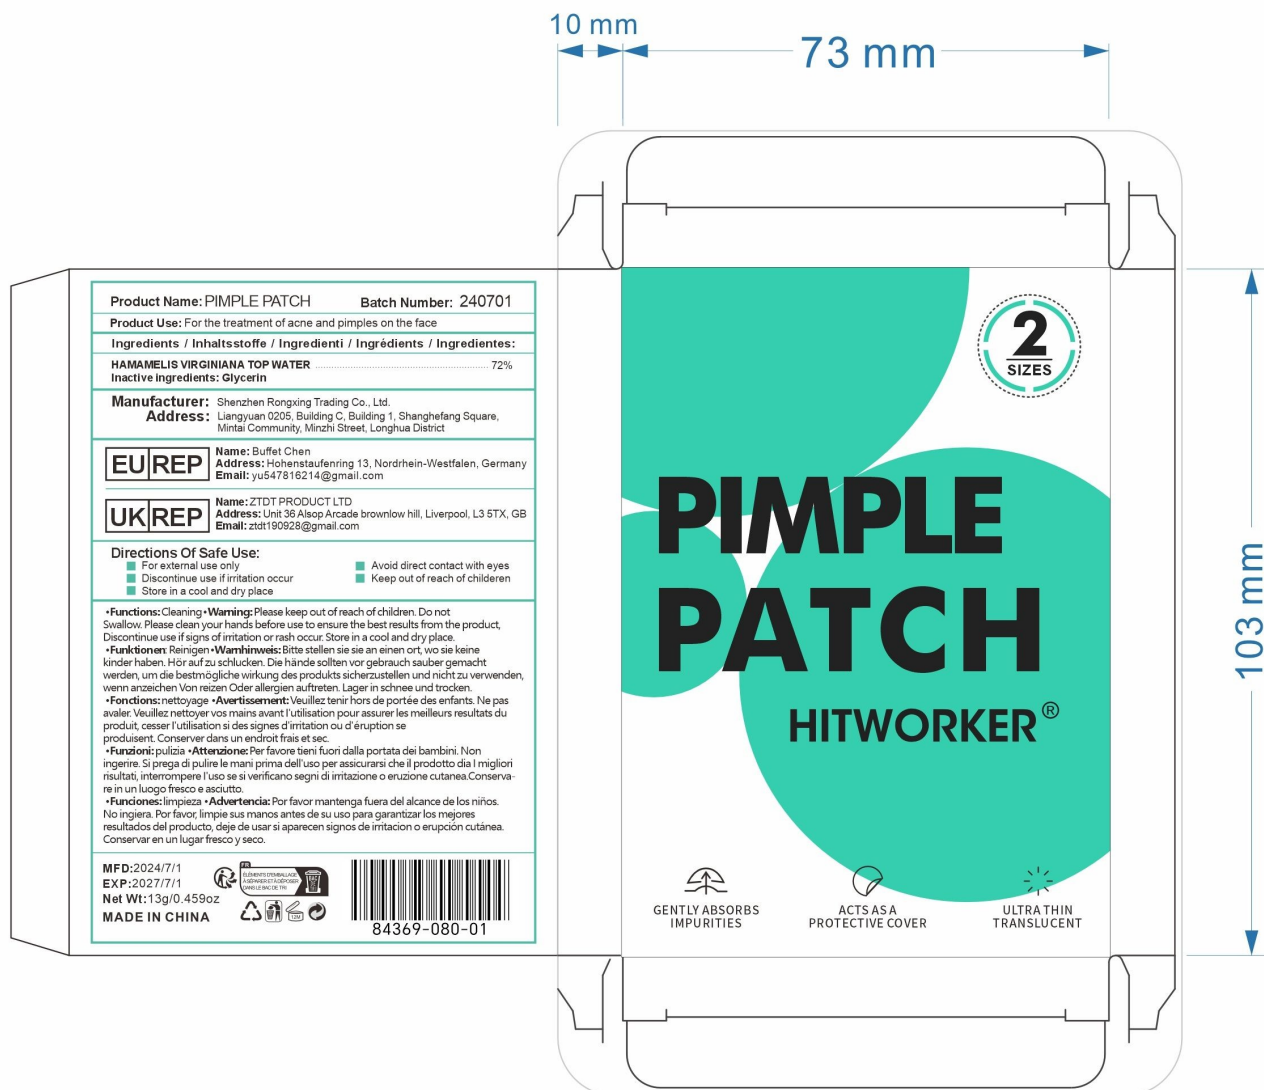 10 mm
73 mm
103 mm
Product Name: PIMPLE PATCH Batch Number: 240701
Product Use: For the treatment of acne and pimples on the face
Ingredients / Inhaltsstoffe / Ingredienti / Ingrédients / Ingredientes:
HAMAMELIS VIRGINIANA TOP WATER ........ 72%
Inactive ingredients: Glycerin
Manufacturer: Shenzhen Rongxing Trading Co., Ltd.
Address: Liangyuan 0205, Building C, Building 1, Shanghefang Square,
Mintai Community, Minzhi Street, Longhua District
EU REP
Name: Buffet Chen
Address: Hohenstaufenring 13, Nordrhein-Westfalen, Germany
Email: yu547816214@gmail.com
UK REP
Name: ZTDT PRODUCT LTD
Address: Unit 36 Alsop Arcade brownlow hill, Liverpool, L3 5TX, GB
Email: ztdt190928@gmail.com
Directions Of Safe Use:
For external use only
Avoid direct contact with eyes
Discontinue use if irritation occur
Keep out of reach of childeren
Store in a cool and dry place
•Functions: Cleaning •Warning: Please keep out of reach of children. Do not
Swallow. Please clean your hands before use to ensure the best results from the product,
Discontinue use if signs of irritation or rash occur. Store in a cool and dry place.
•Funktionen: Reinigen •Warnhinweis: Bitte stellen sie sie an einen ort, wo sie keine
kinder haben. Hör auf zu schlucken. Die hände sollten vor gebrauch sauber gemacht
werden, um die bestmögliche wirkung des produkts sicherzustellen und nicht zu verwenden,
wenn anzeichen Von reizen Oder allergien auftreten. Lager in schnee und trocken.
•Fonctions: nettoyage •Avertissement: Veuillez tenir hors de portée des enfants. Ne pas
avaler. Veuillez nettoyer vos mains avant l'utilisation pour assurer les meilleurs resultats du
produit, cesser l'utilisation si des signes d'irritation ou d'éruption se
produisent. Conserver dans un endroit frais et sec.
•Funzioni: pulizia •Attenzione: Per favore tieni fuori dalla portata dei bambini. Non
ingerire. Si prega di pulire le mani prima dell'uso per assicurarsi che il prodotto dia I migliori
risultati, interrompere l'uso se si verificano segni di irritazione o eruzione cutanea.Conserva-
re in un luogo fresco e asciutto.
•Funciones: limpieza •Advertencia: Por favor mantenga fuera del alcance de los niños.
No ingiera. Por favor, limpie sus manos antes de su uso para garantizar los mejores
resultados del producto, deje de usar si aparecen signos de irritacion o erupción cutánea.
Conservar en un lugar fresco y seco.
MFD:2024/7/1
EXP:2027/7/1
Net Wt:13g/0.459oz
MADE IN CHINA
FR
ÉLÉMENTS D'EMBALLAGE
À SÉPARER ET À DÉPOSER
DANS LE BAC DE TRI
12M
84369-080-01
2
SIZES
PIMPLE
PATCH
HITWORKER®
GENTLY ABSORBS
IMPURITIES
ACTS AS A
PROTECTIVE COVER
ULTRA THIN
TRANSLUCENT